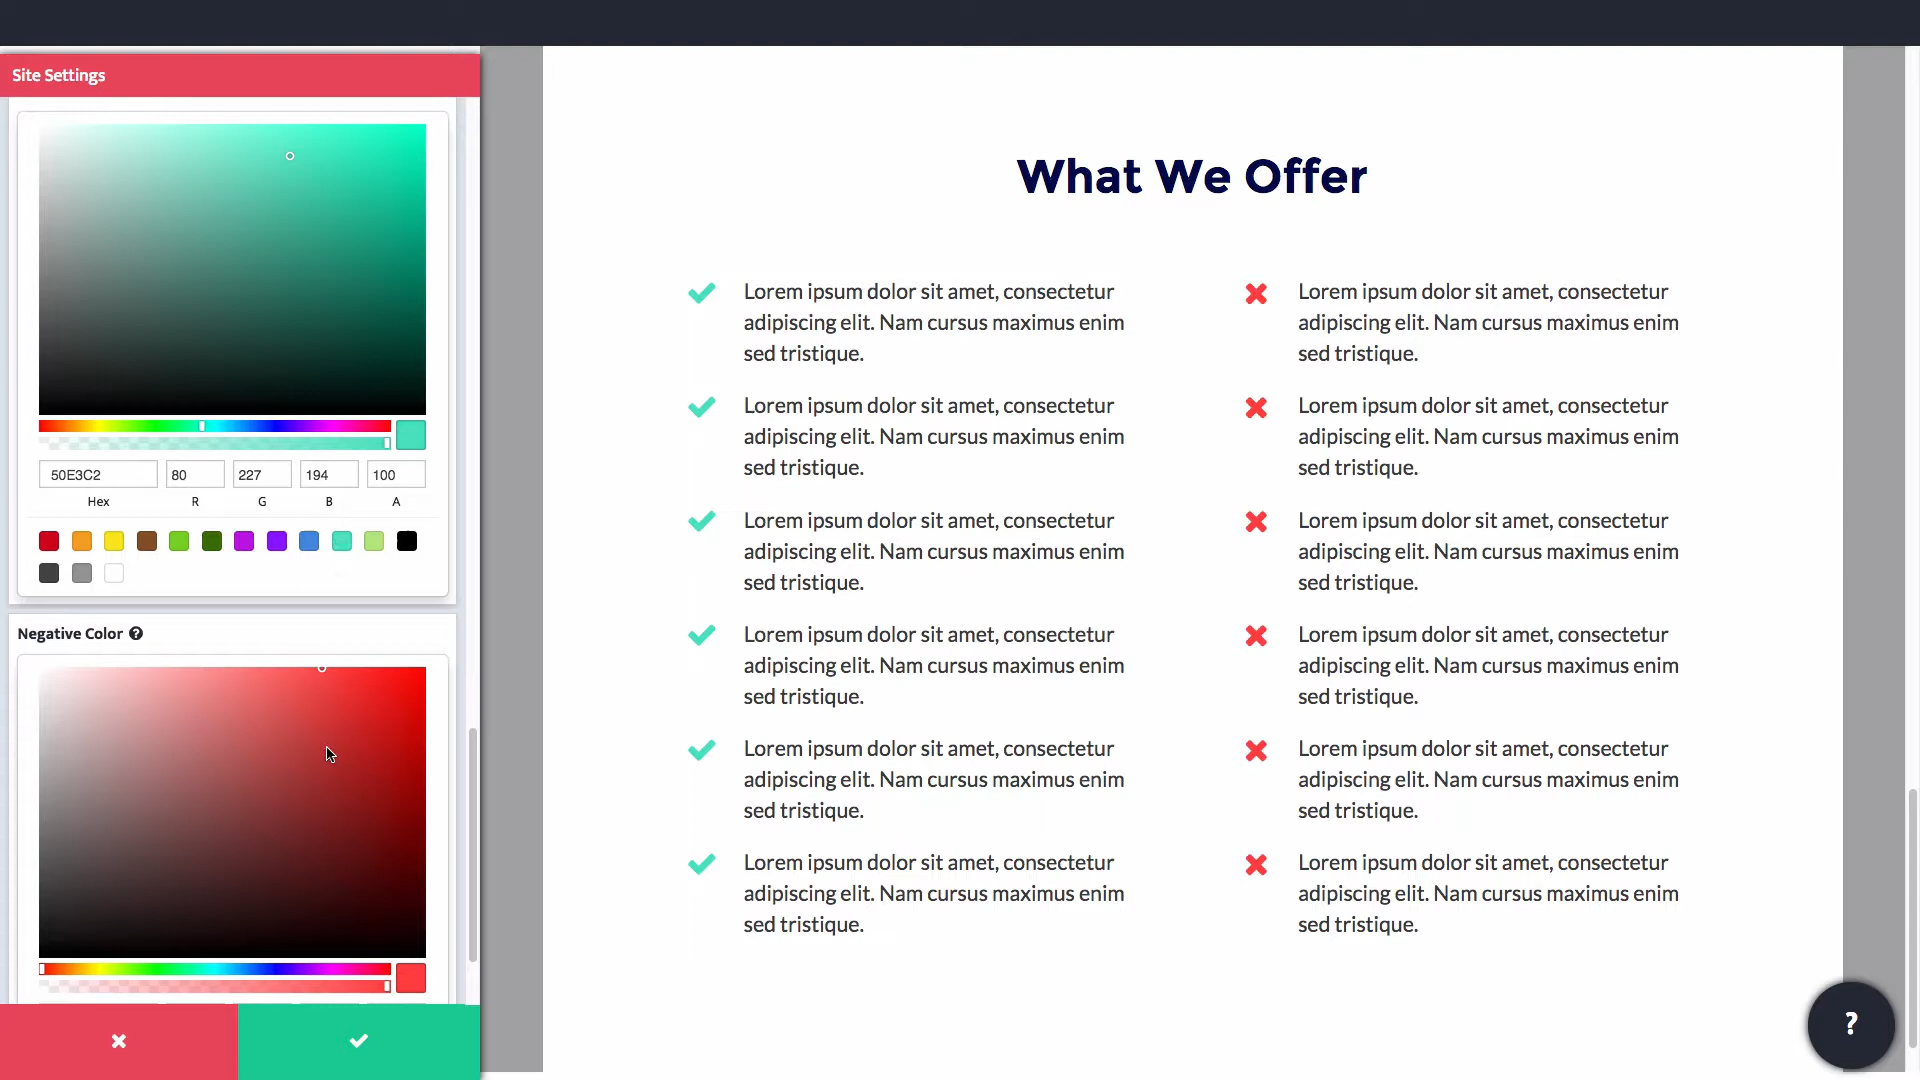 Site Settings
50E3C2 80 227 194 100
Hex R G B A
Negative Color ?
What We Offer
Lorem ipsum dolor sit amet, consectetur
adipiscing elit. Nam cursus maximus enim
sed tristique.
Lorem ipsum dolor sit amet, consectetur
adipiscing elit. Nam cursus maximus enim
sed tristique.
Lorem ipsum dolor sit amet, consectetur
adipiscing elit. Nam cursus maximus enim
sed tristique.
Lorem ipsum dolor sit amet, consectetur
adipiscing elit. Nam cursus maximus enim
sed tristique.
Lorem ipsum dolor sit amet, consectetur
adipiscing elit. Nam cursus maximus enim
sed tristique.
Lorem ipsum dolor sit amet, consectetur
adipiscing elit. Nam cursus maximus enim
sed tristique.
Lorem ipsum dolor sit amet, consectetur
adipiscing elit. Nam cursus maximus enim
sed tristique.
Lorem ipsum dolor sit amet, consectetur
adipiscing elit. Nam cursus maximus enim
sed tristique.
Lorem ipsum dolor sit amet, consectetur
adipiscing elit. Nam cursus maximus enim
sed tristique.
Lorem ipsum dolor sit amet, consectetur
adipiscing elit. Nam cursus maximus enim
sed tristique.
Lorem ipsum dolor sit amet, consectetur
adipiscing elit. Nam cursus maximus enim
sed tristique.
Lorem ipsum dolor sit amet, consectetur
adipiscing elit. Nam cursus maximus enim
sed tristique.
?